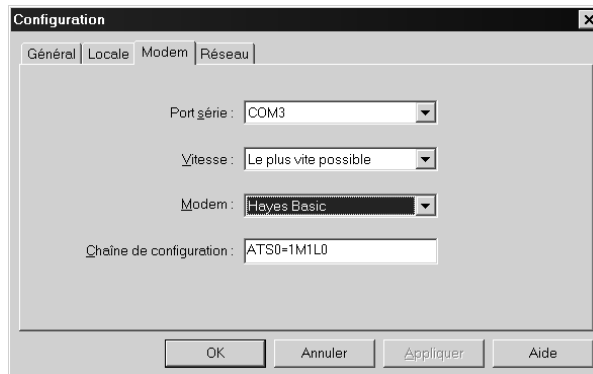 Configuration
Général Locale Modem Réseau
Port série : COM3
Vitesse : Le plus vite possible
Modem : Hayes Basic
Chaîne de configuration : ATS0=1M1L0
OK Annuler Appliquer Aide